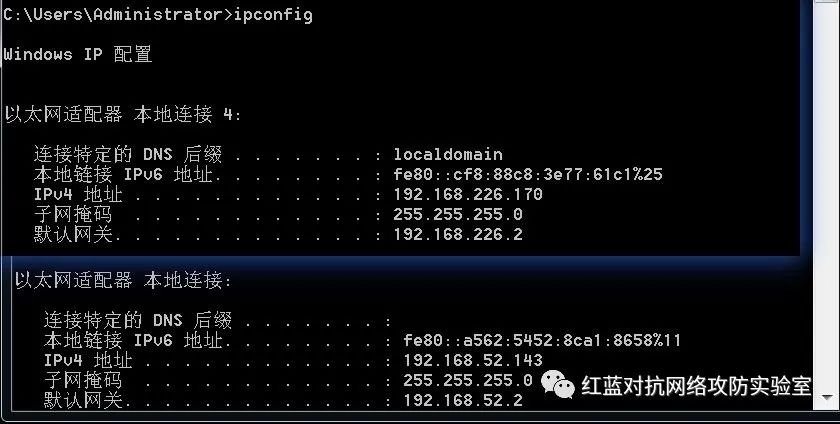 C:\Users\Administrator>ipconfig
Windows IP 配置
以太网适配器 本地连接 4:
连接特定的 DNS 后缀 . . . . . . . : localdomain
本地链接 IPv6 地址. . . . . . . . : fe80::cf8:88c8:3e77:61c1%25
IPv4 地址 . . . . . . . . . . . . : 192.168.226.170
子网掩码 . . . . . . . . . . . . : 255.255.255.0
默认网关. . . . . . . . . . . . . : 192.168.226.2
以太网适配器 本地连接:
连接特定的 DNS 后缀 . . . . . . . :
本地链接 IPv6 地址. . . . . . . . : fe80::a562:5452:8ca1:8658%11
IPv4 地址 . . . . . . . . . . . . : 192.168.52.143
子网掩码 . . . . . . . . . . . . : 255.255.255.0
默认网关. . . . . . . . . . . . . : 192.168.52.2
红蓝对抗网络攻防实验室